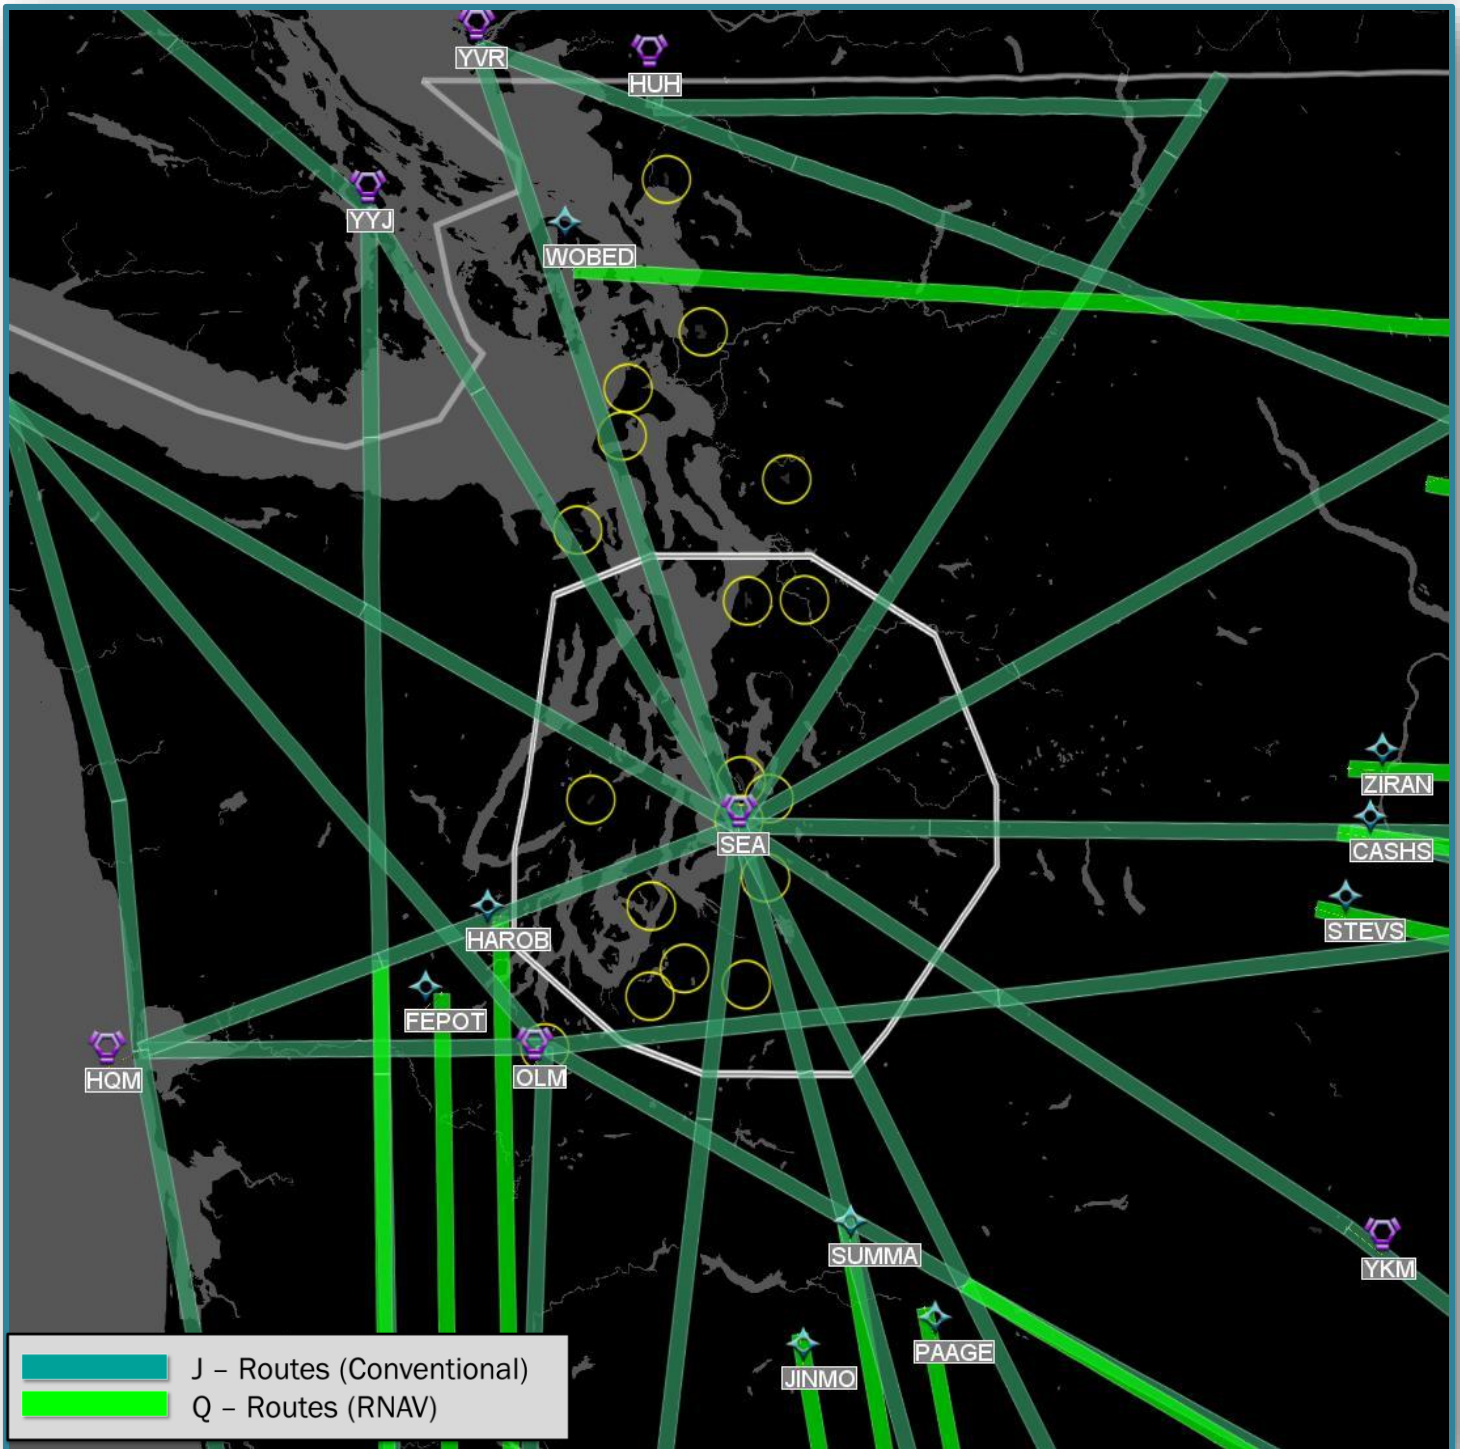 YVR
HUH
YYJ
WOBED
ZIRAN
SEA
CASHS
STEVS
HAROB
FEPOT
HQM
OLM
SUMMA
YKM
PAAGE
JINMO
J – Routes (Conventional)
Q – Routes (RNAV)